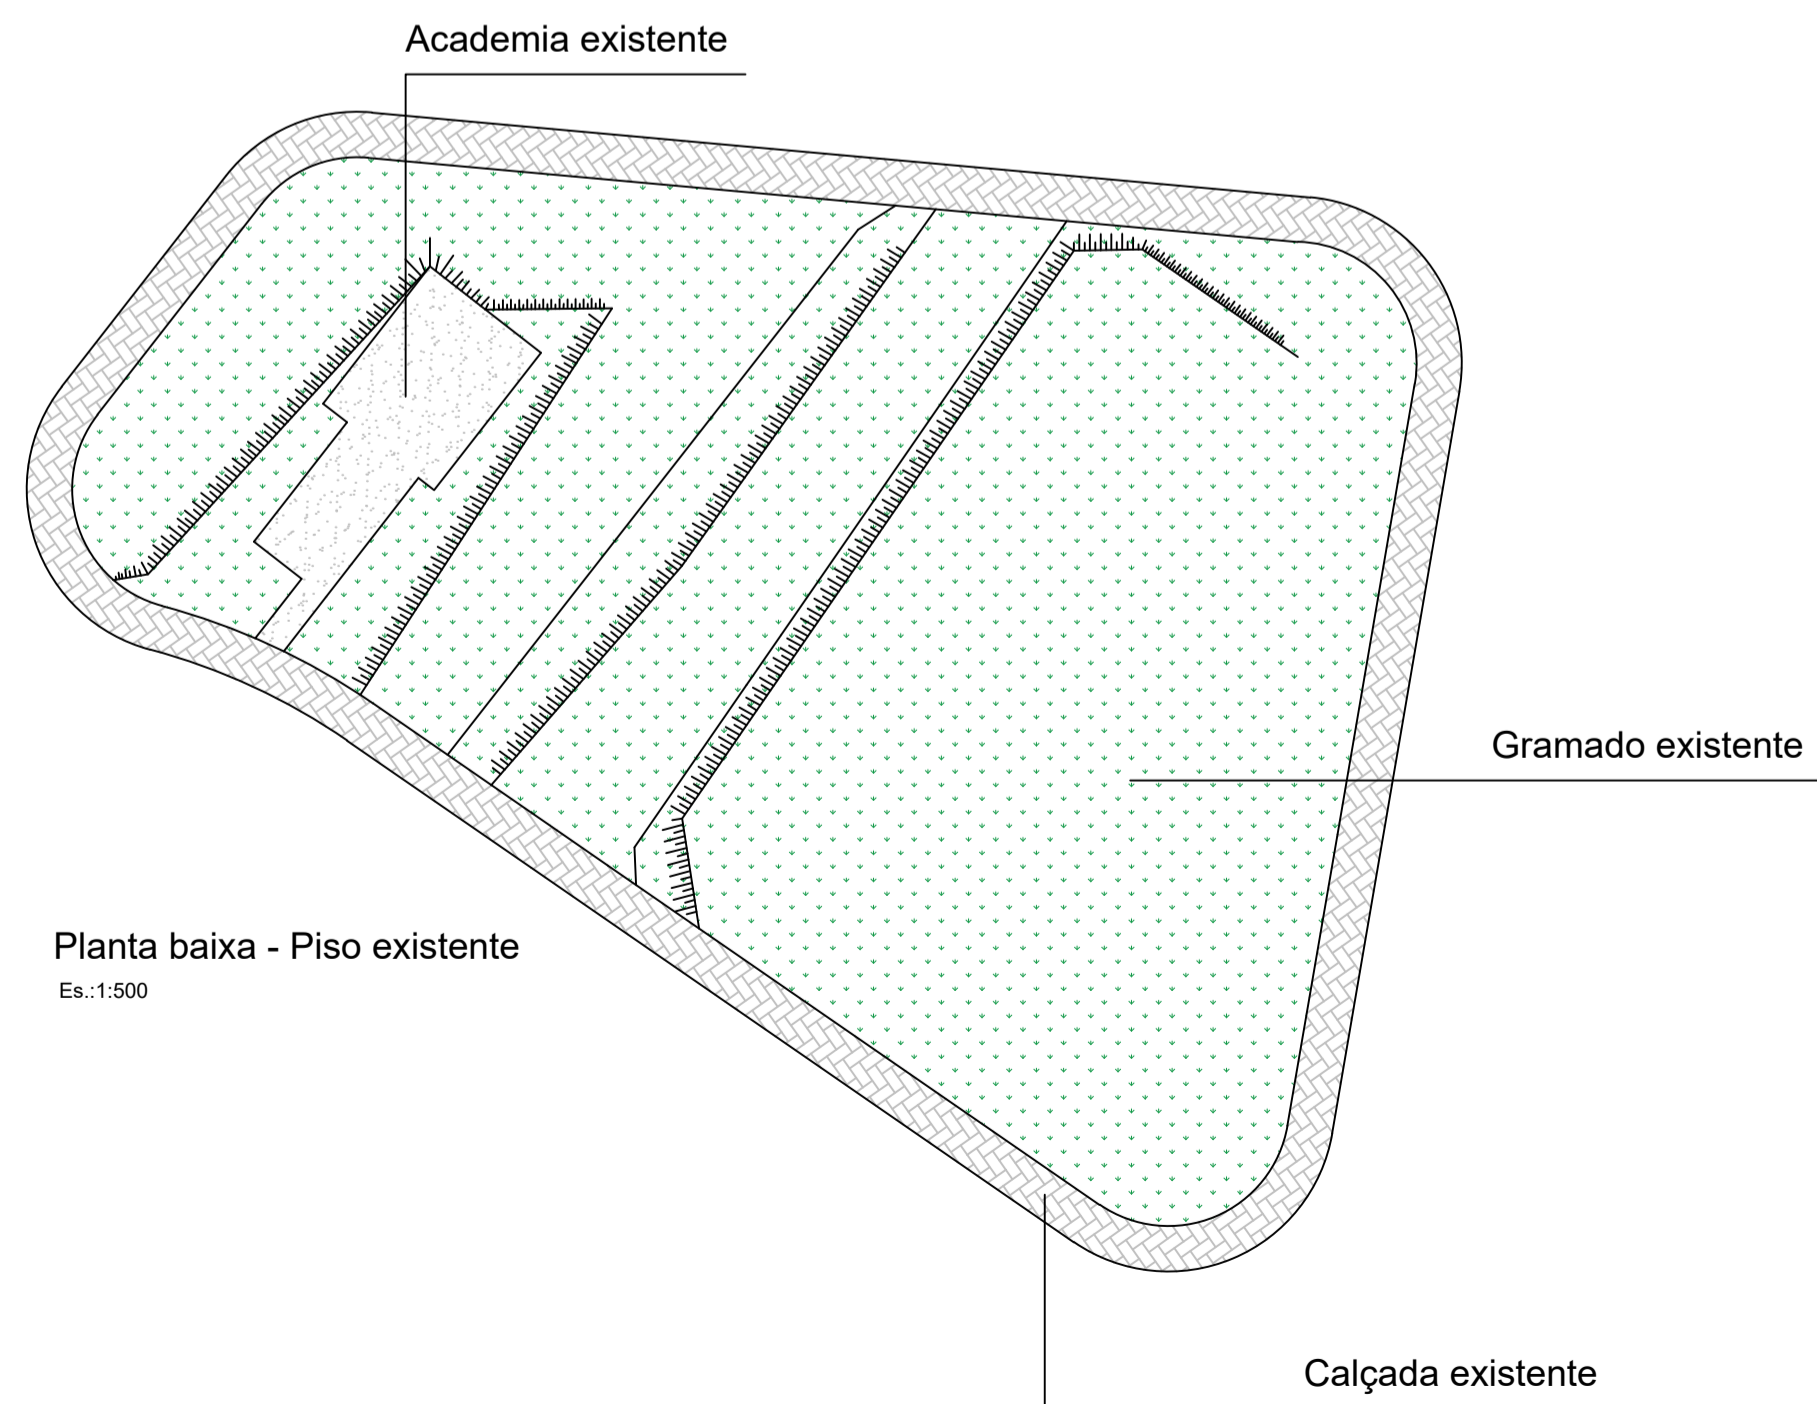 Academia existente
Gramado existente
Planta baixa - Piso existente
Es.:1:500
Calçada existente